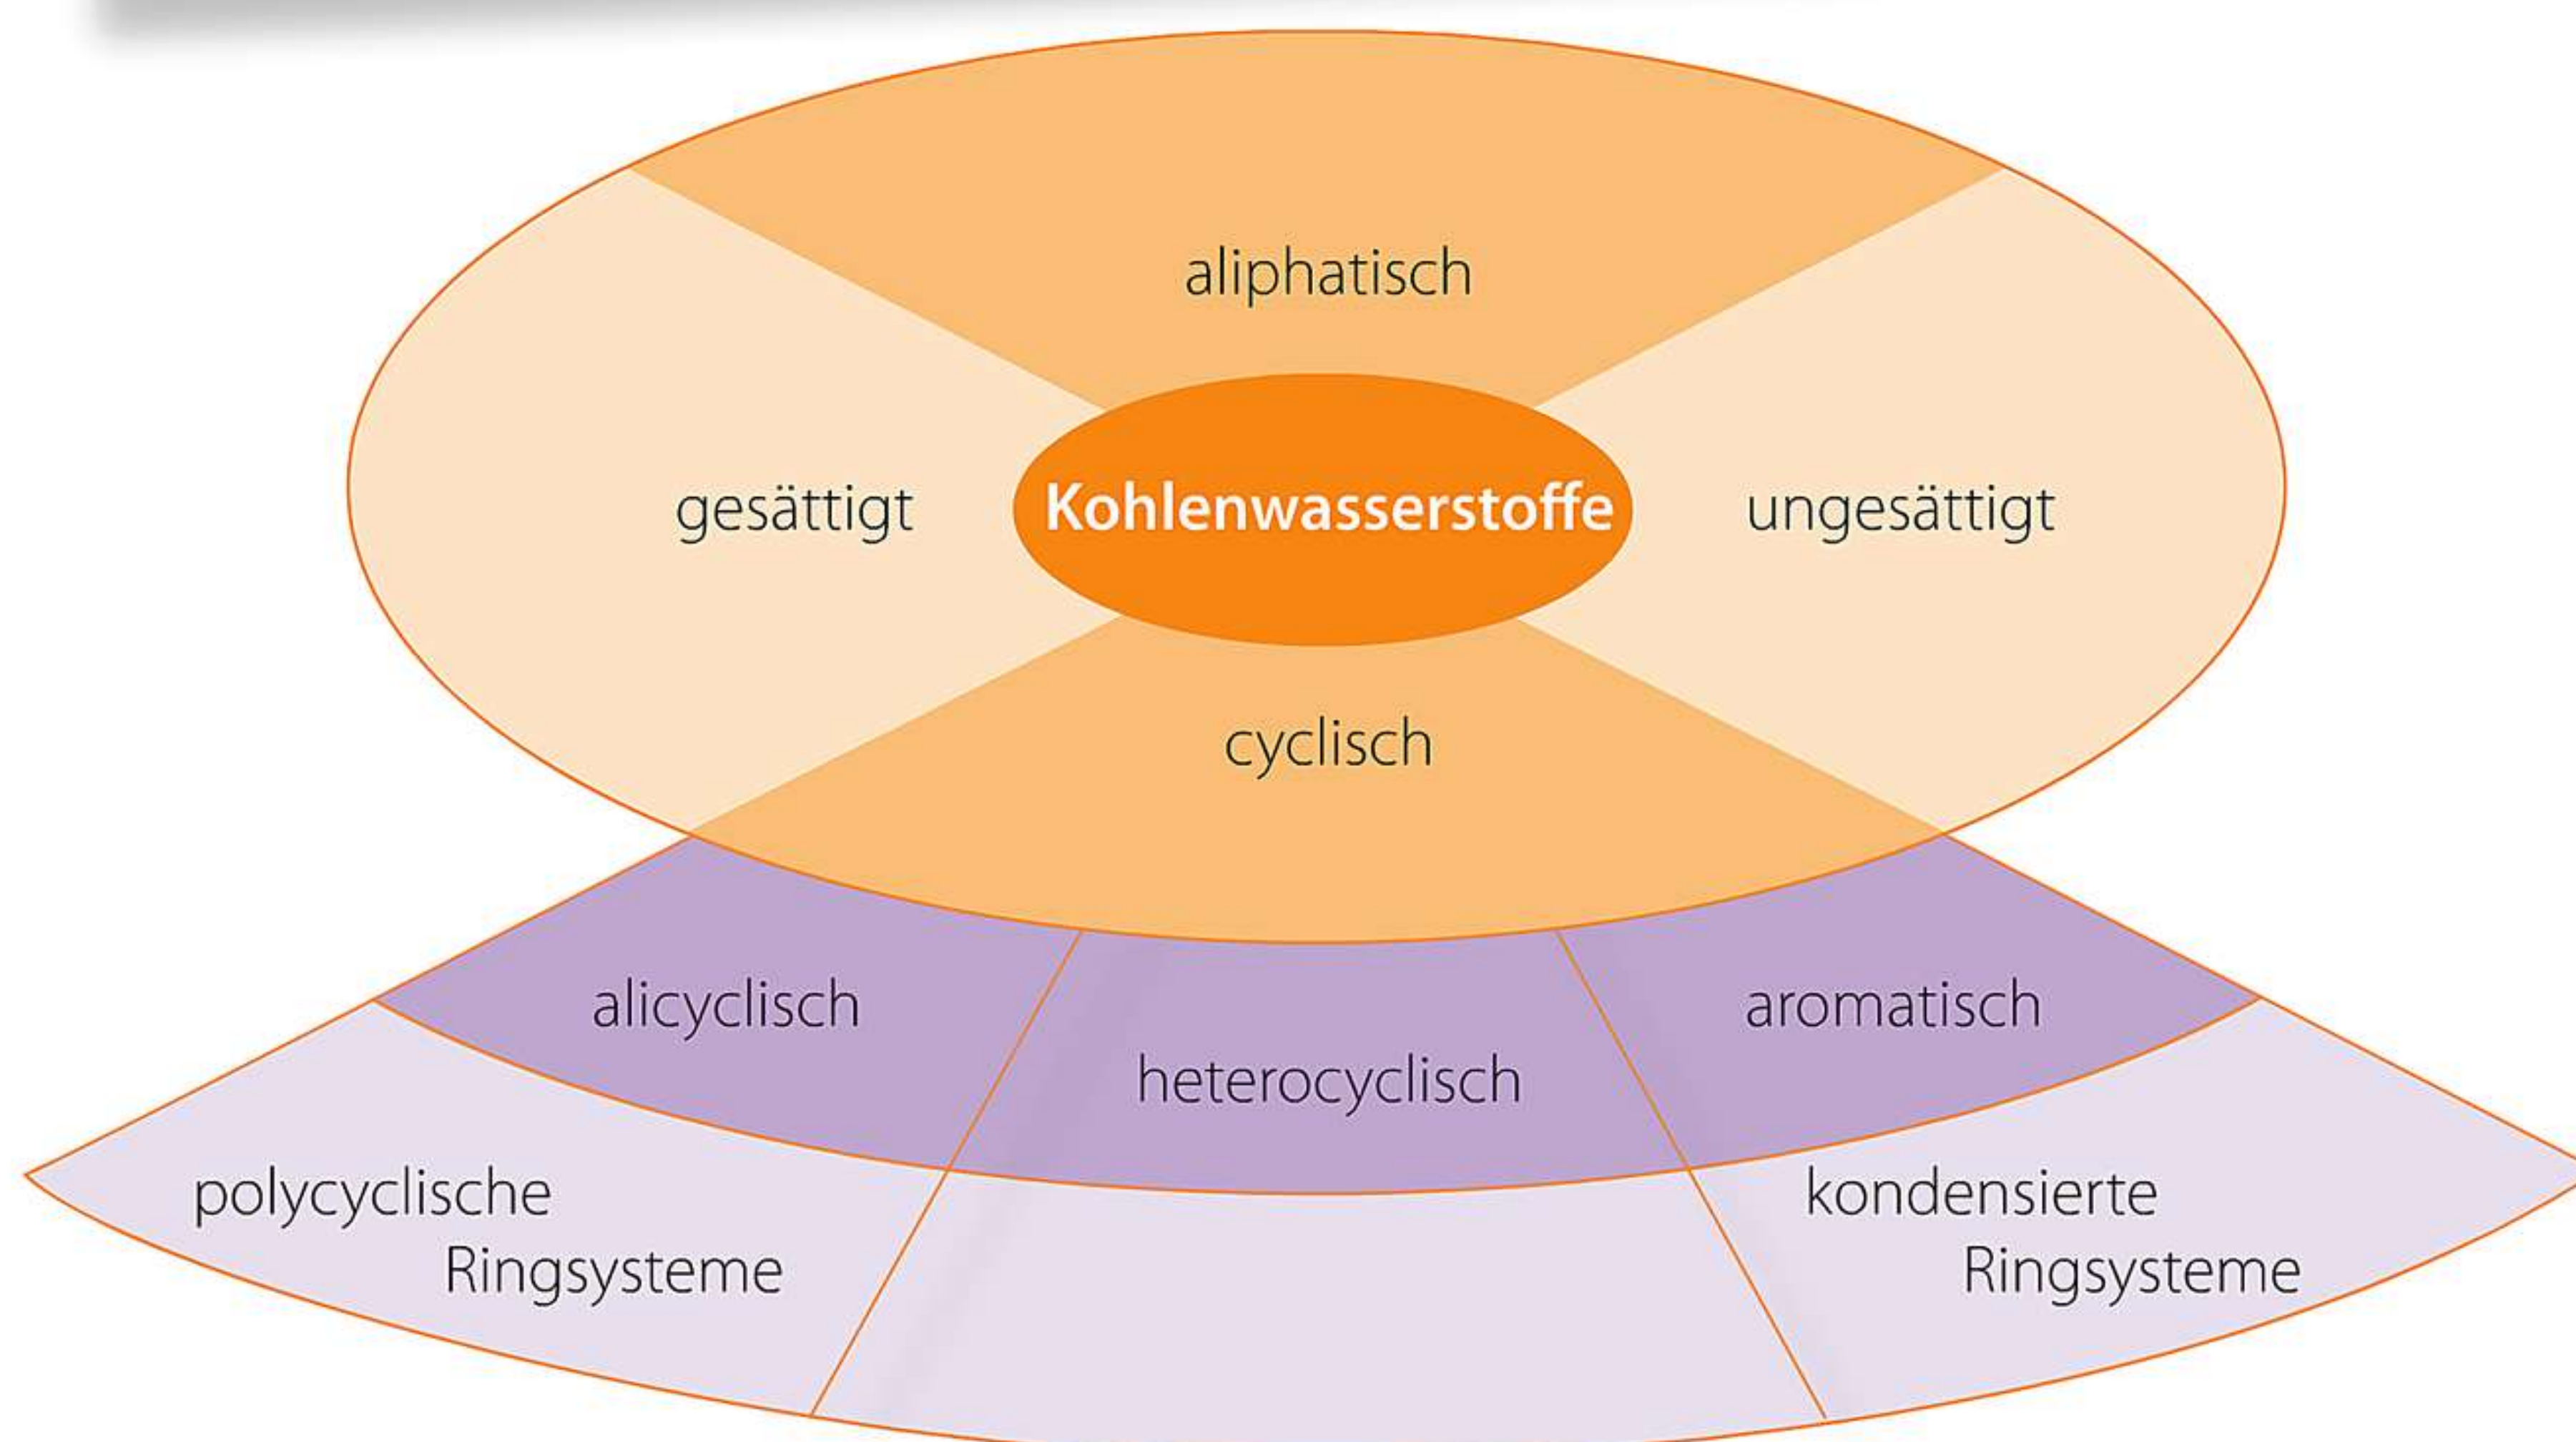 aliphatisch
gesättigt
Kohlenwasserstoffe
ungesättigt
cyclisch
alicyclisch
heterocyclisch
aromatisch
polycyclische
Ringsysteme
kondensierte
Ringsysteme